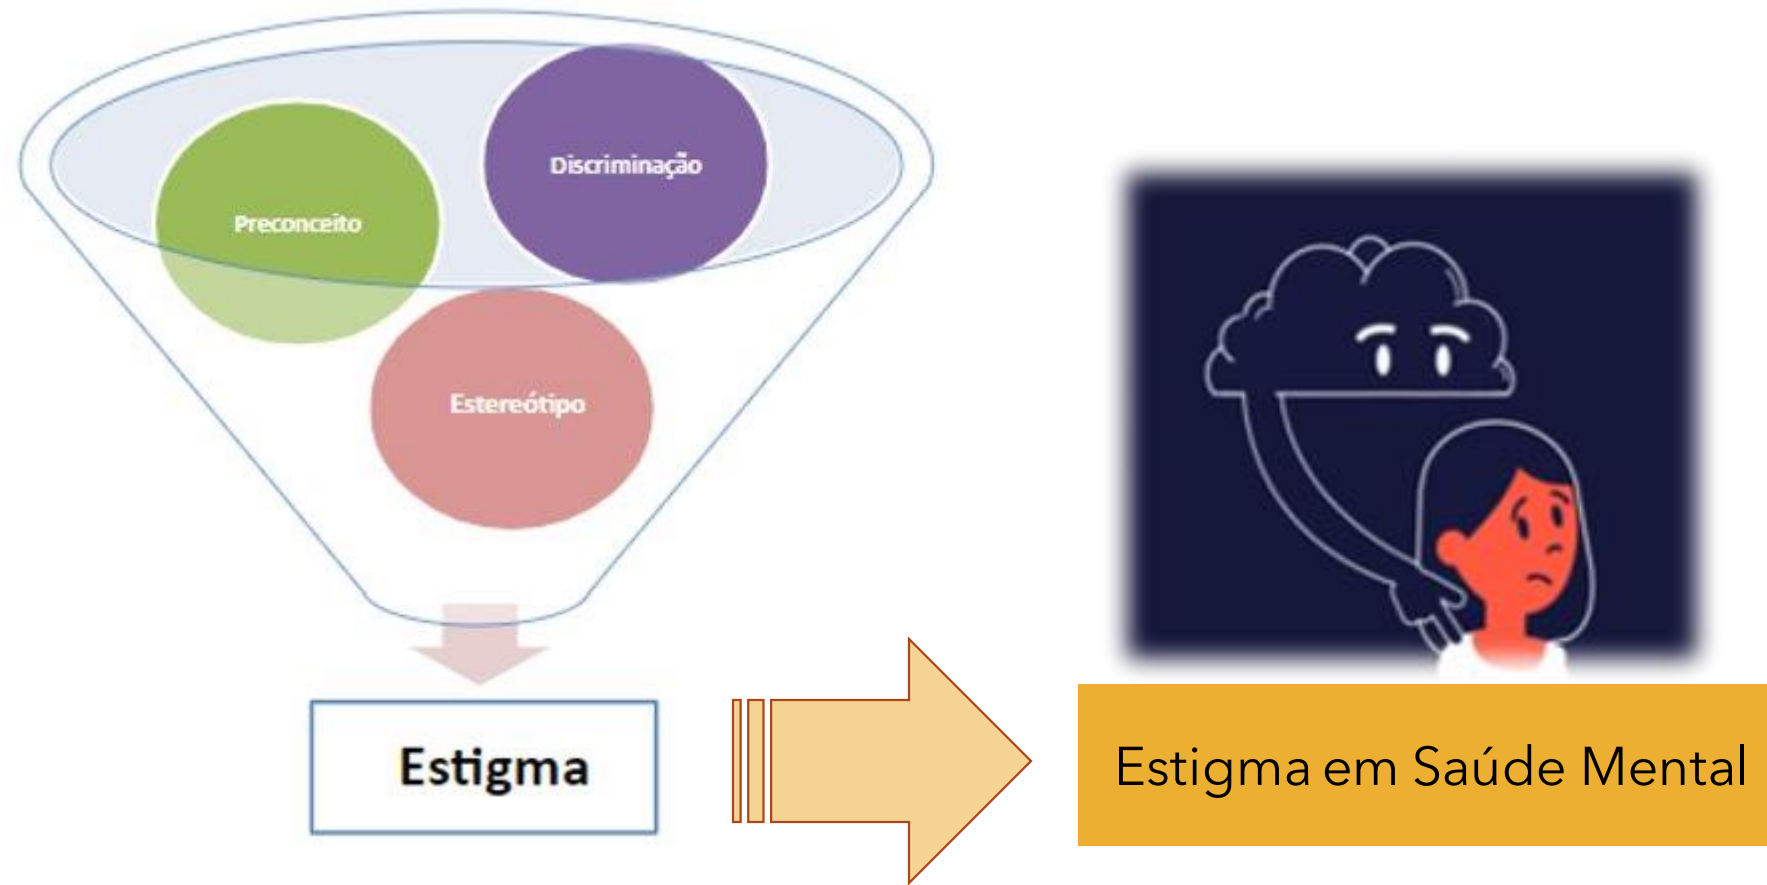 Discriminação
Preconceito
Estereótipo
Estigma
Estigma em Saúde Mental